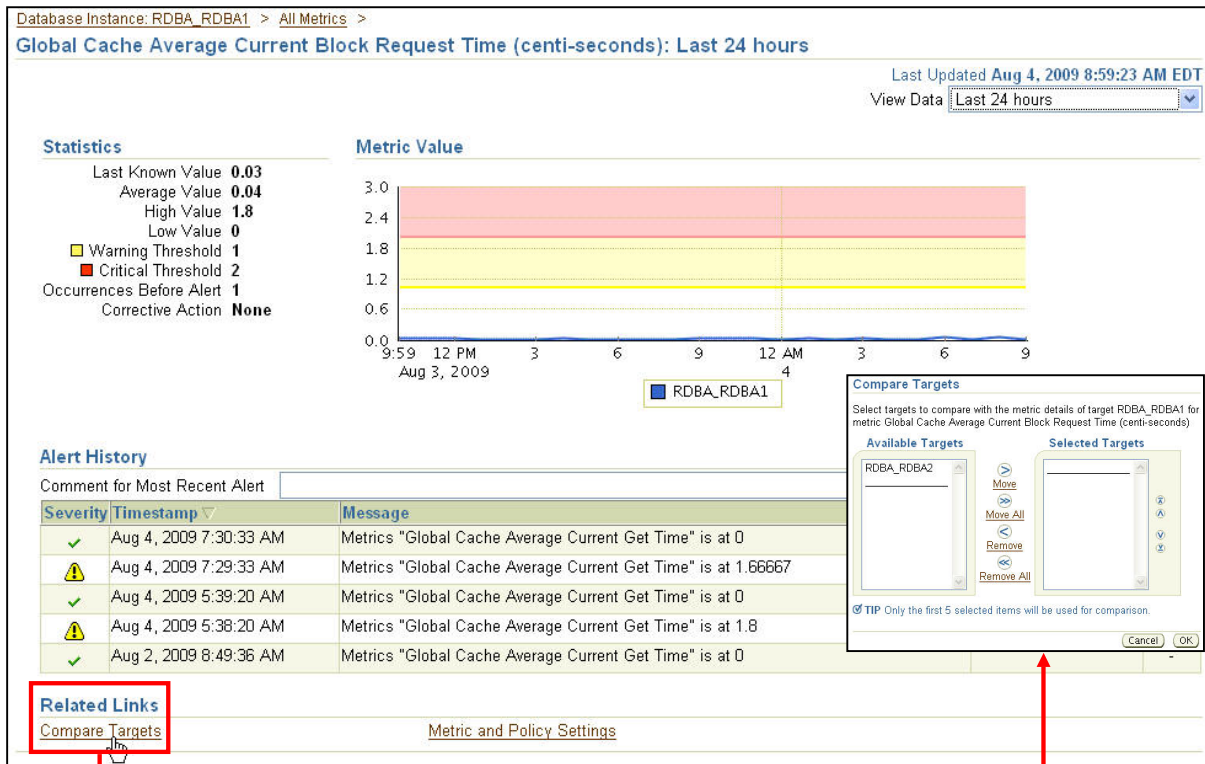 Database Instance: RDBA_RDBA1 > All Metrics >
Global Cache Average Current Block Request Time (centi-seconds): Last 24 hours
Last Updated Aug 4, 2009 8:59:23 AM EDT
View Data Last 24 hours
Statistics
Last Known Value 0.03
Average Value 0.04
High Value 1.8
Low Value 0
Warning Threshold 1
Critical Threshold 2
Occurrences Before Alert 1
Corrective Action None
Metric Value
3.0
2.4
1.8
1.2
0.6
0.0
9:59 12 PM 3 6 9 12 AM 3 6 9
Aug 3, 2009 4
RDBA_RDBA1
Alert History
Comment for Most Recent Alert
Severity Timestamp Message
Aug 4, 2009 7:30:33 AM Metrics "Global Cache Average Current Get Time" is at 0
Aug 4, 2009 7:29:33 AM Metrics "Global Cache Average Current Get Time" is at 1.66667
Aug 4, 2009 5:39:20 AM Metrics "Global Cache Average Current Get Time" is at 0
Aug 4, 2009 5:38:20 AM Metrics "Global Cache Average Current Get Time" is at 1.8
Aug 2, 2009 8:49:36 AM Metrics "Global Cache Average Current Get Time" is at 0 -
Compare Targets
Select targets to compare with the metric details of target RDBA_RDBA1 for
metric Global Cache Average Current Block Request Time (centi-seconds)
Available Targets
RDBA_RDBA2
Move
Move All
Remove
Remove All
Selected Targets
TIP Only the first 5 selected items will be used for comparison.
Cancel OK
Related Links
Compare Targets
Metric and Policy Settings